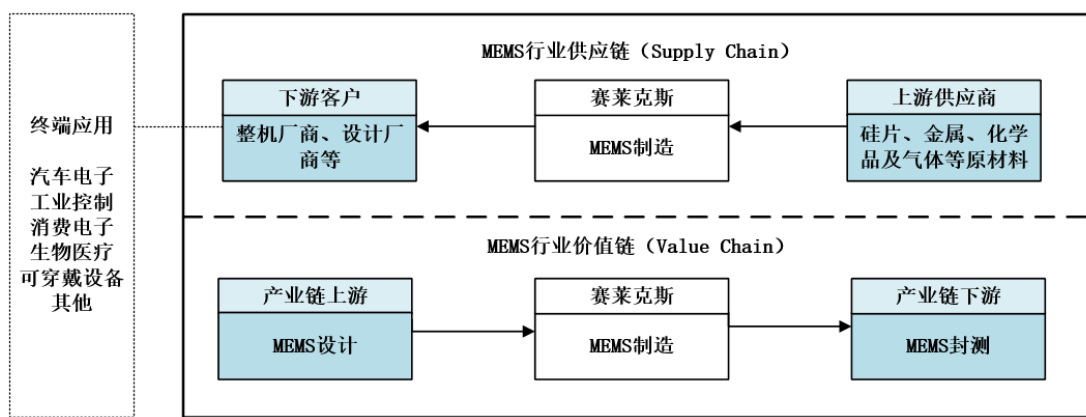 终端应用
汽车电子
工业控制
消费电子
生物医疗
可穿戴设备
其他
MEMS行业供应链（Supply Chain）
下游客户
整机厂商、设计厂
商等
赛莱克斯
MEMS制造
上游供应商
硅片、金属、化学
品及气体等原材料
MEMS行业价值链（Value Chain）
产业链上游
MEMS设计
赛莱克斯
MEMS制造
产业链下游
MEMS封测